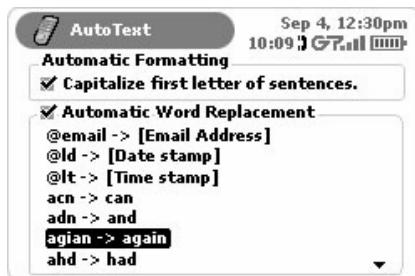 AutoText
Sep 4, 12:30pm
10:09
Automatic Formatting
Capitalize first letter of sentences.
Automatic Word Replacement
@email -> [Email Address]
@ld -> [Date stamp]
@lt -> [Time stamp]
acn -> can
adn -> and
agian -> again
ahd -> had